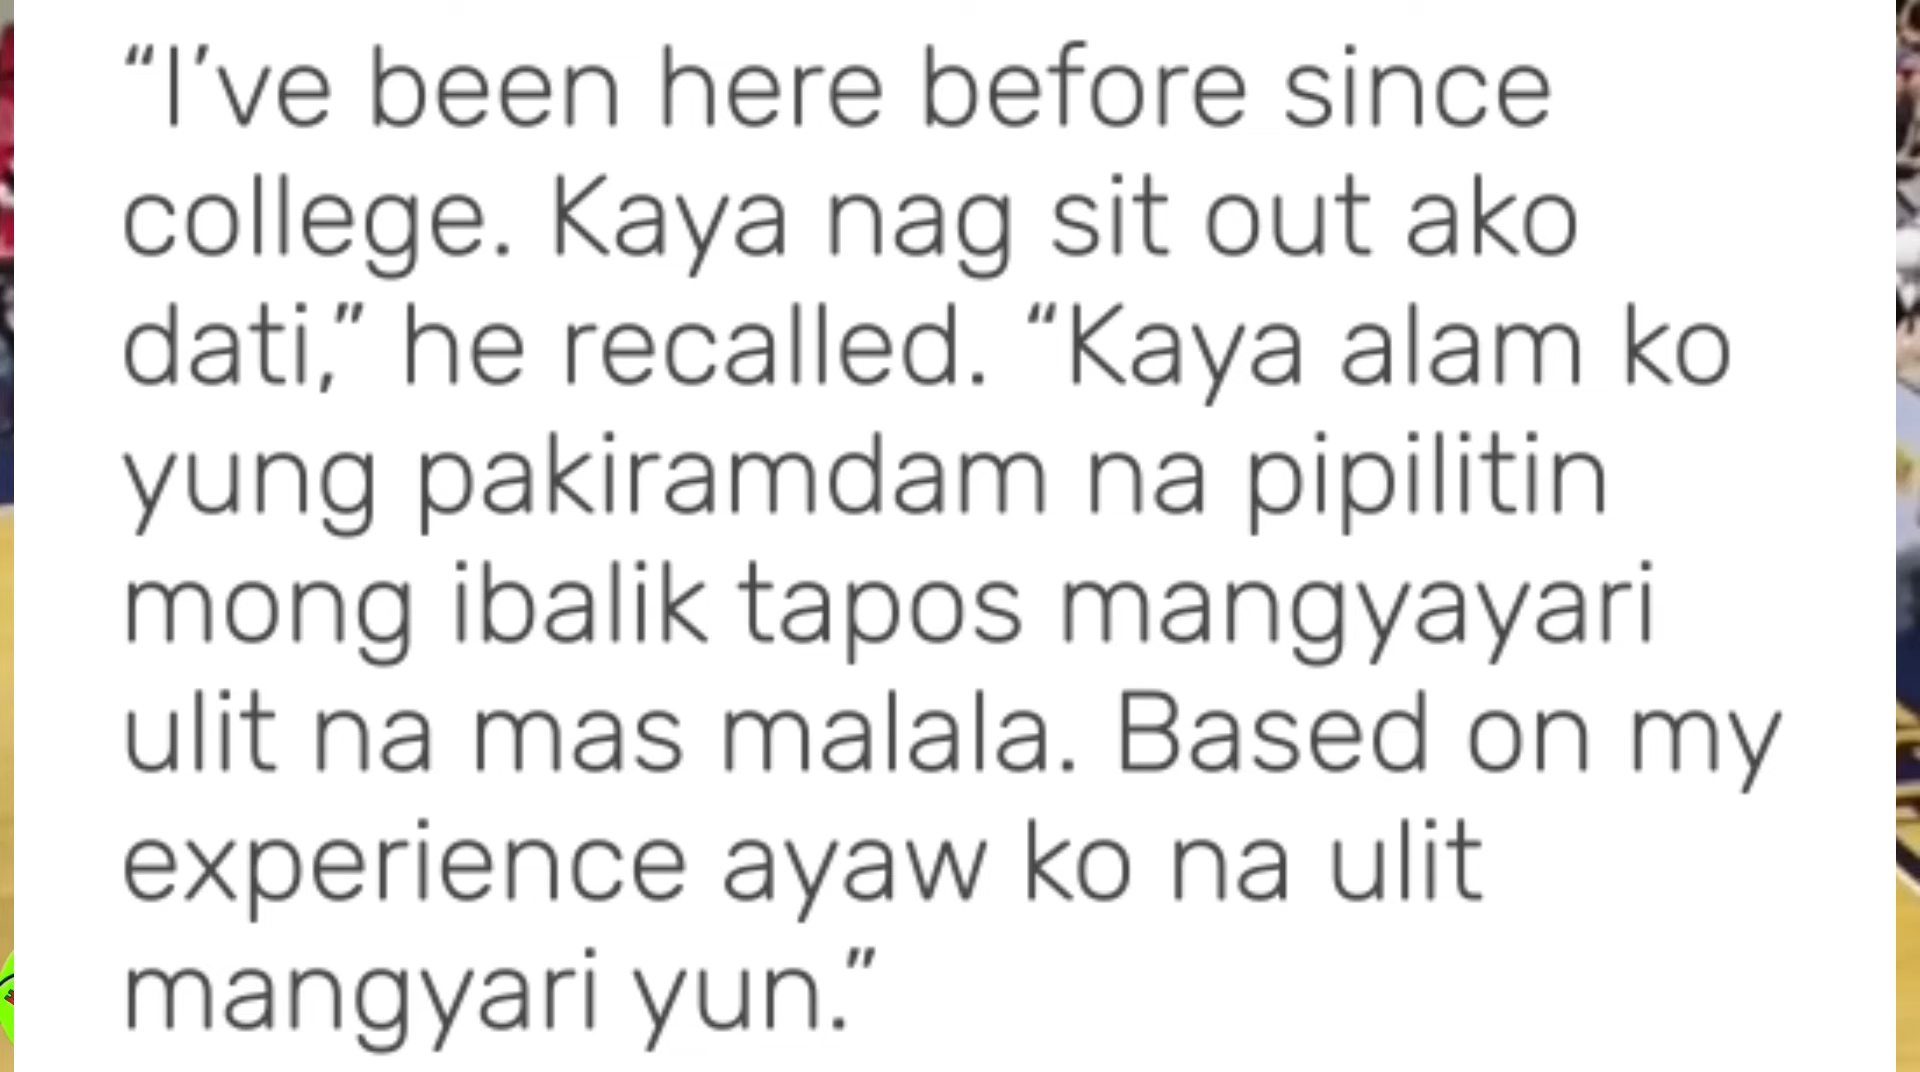 “I’ve been here before since
college. Kaya nag sit out ako
dati,” he recalled. “Kaya alam ko
yung pakiramdam na pipilitin
mong ibalik tapos mangyayari
ulit na mas malala. Based on my
experience ayaw ko na ulit
mangyari yun.”